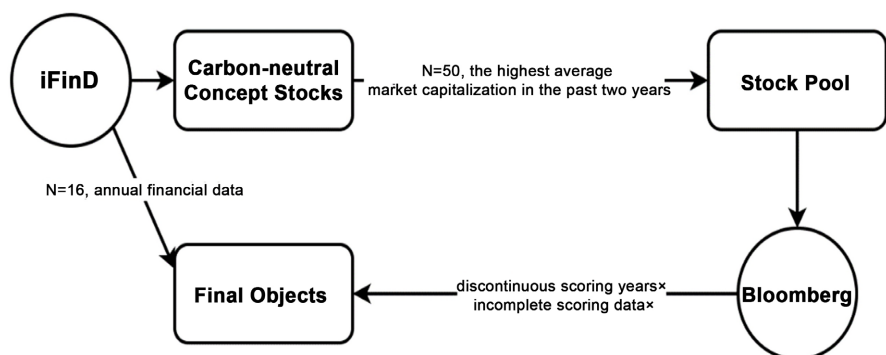 iFinD
Carbon-neutral
Concept Stocks
N=50, the highest average
market capitalization in the past two years
Stock Pool
N=16, annual financial data
Final Objects
discontinuous scoring years×
incomplete scoring data×
Bloomberg